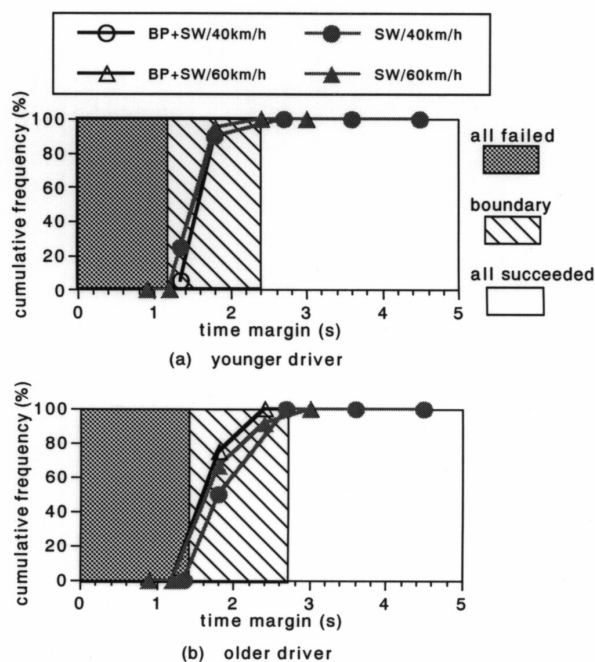 BP+SW/40km/h SW/40km/h
BP+SW/60km/h SW/60km/h
cumulative frequency (%)
100
80
60
40
20
0
0 1 2 3 4 5
time margin (s)
(a) younger driver
all failed
boundary
all succeeded
cumulative frequency (%)
100
80
60
40
20
0
0 1 2 3 4 5
time margin (s)
(b) older driver